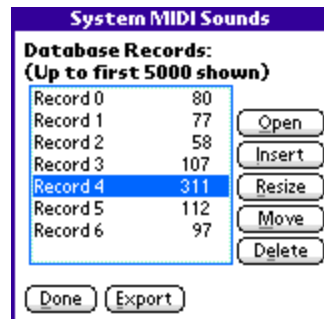 System MIDI Sounds
Database Records:
(Up to first 5000 shown)
Record 0 80
Record 1 77
Record 2 58
Record 3 107
Record 4 311
Record 5 112
Record 6 97
Open
Insert
Resize
Move
Delete
Done Export